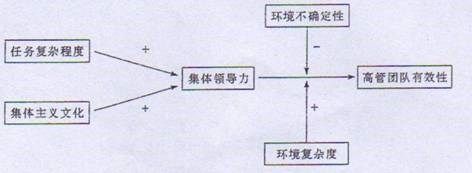 环境不确定性
任务复杂程度
+
−
集体领导力
高管团队有效性
集体主义文化
+
+
环境复杂度